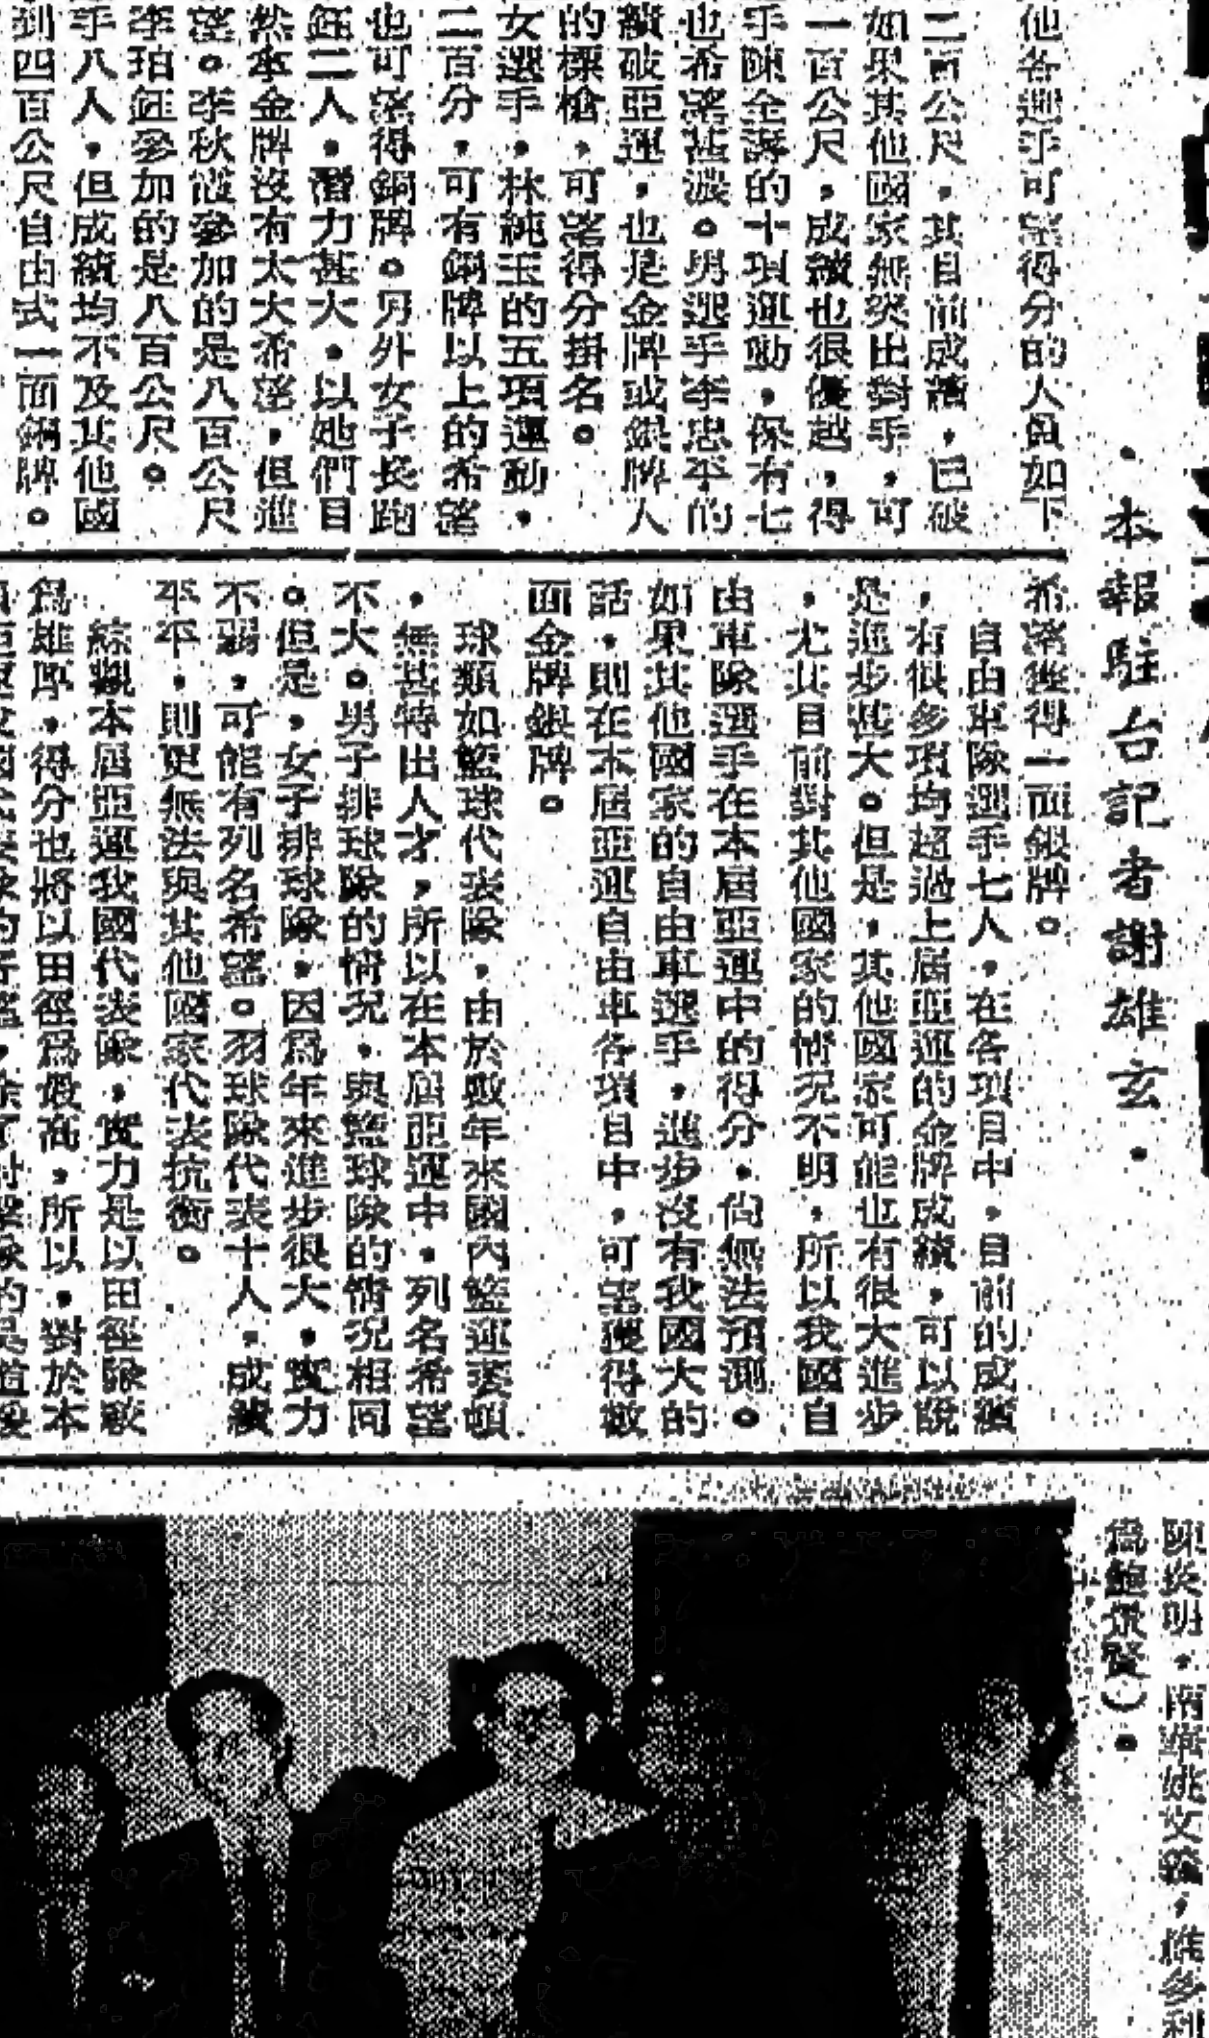 ・本報駐台記者謝雄玄・
他各選手可望得分的人員如下
二百公尺，其目前成績，已破
如果其他國家無突出對手，可
一百公尺，成績也很優越，得
手陳全壽的十項運動，保有七
也希望甚濃。男選手李忠平的
績破亞運，也是金牌或銀牌人
的標槍，可望得分掛名。
女選手，林純玉的五項運動，
二百分，可有銅牌以上的希望
也可望得銅牌。另外女子長跑
鈺二人，潛力甚大，以她們目
然拿金牌沒有太大希望，但進
望。李秋霞參加的是八百公尺
李珀鈺參加的是八百公尺。
手八人，但成績均不及其他國
到四百公尺自由式一面銅牌。
希望獲得一面銀牌。
自由車隊選手七人，在各項目中，目前的成績
，有很多項均超過上屆亞運的金牌成績，可以說
是進步甚大。但是，其他國家可能也有很大進步
，尤其目前對其他國家的情況不明，所以我國自
由車隊選手在本屆亞運中的得分，尚無法預測。
如果其他國家的自由車選手，進步沒有我國大的
話，則在本屆亞運自由車各項目中，可望獲得數
面金牌銀牌。
球類如籃球代表隊，由於數年來國內籃運萎頓
，無甚特出人才，所以在本屆亞運中，列名希望
不大。男子排球隊的情況，與籃球隊的情況相同
。但是，女子排球隊，因為年來進步很大，實力
不弱，可能有列名希望。羽球隊代表十人，成績
平平，則更無法與其他國家代表抗衡。
綜觀本屆亞運我國代表隊，實力是以田徑隊較
為雄厚，得分也將以田徑為最高，所以，對於本
陳炎明，南華姚文
為鮑景賢）。